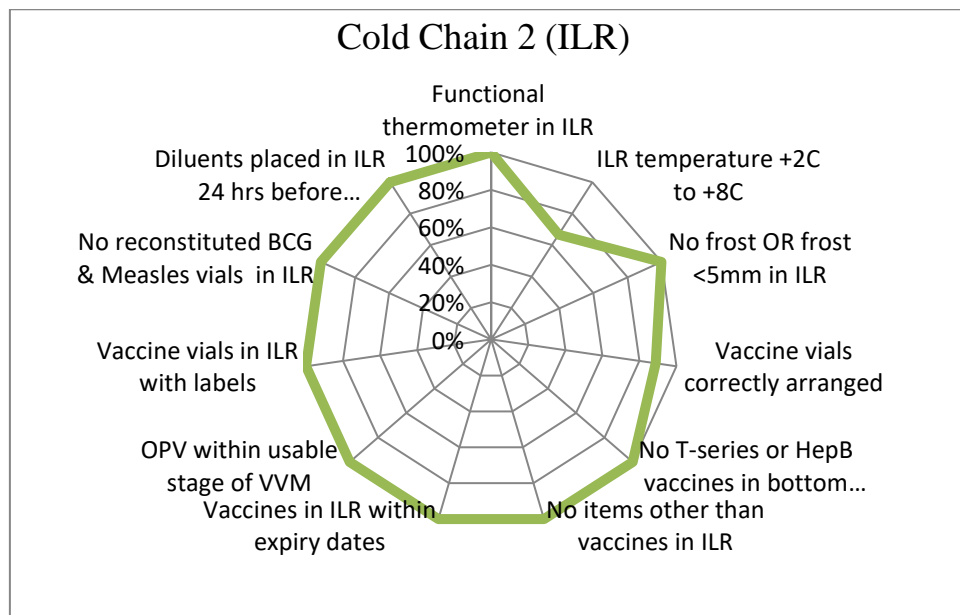 Cold Chain 2 (ILR)
Functional
thermometer in ILR
ILR temperature +2C
to +8C
No frost OR frost
<5mm in ILR
Vaccine vials
correctly arranged
No T-series or HepB
vaccines in bottom…
No items other than
vaccines in ILR
Vaccines in ILR within
expiry dates
OPV within usable
stage of VVM
Vaccine vials in ILR
with labels
No reconstituted BCG
& Measles vials in ILR
Diluents placed in ILR
24 hrs before…
100%
80%
60%
40%
20%
0%